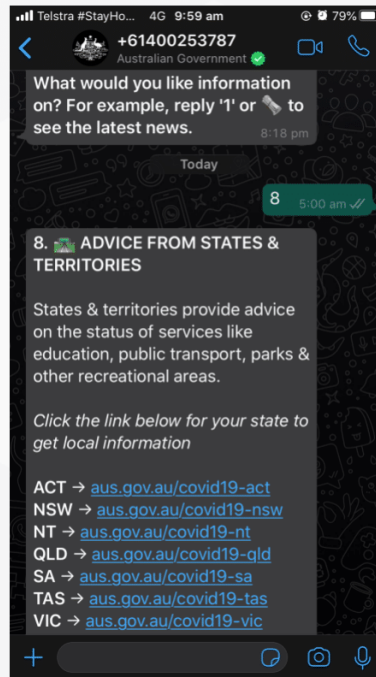 Telstra #StayHo... 4G 9:59 am 79%
+61400253787
Australian Government
What would you like information
on? For example, reply '1' or 🗞️ to
see the latest news.
8:18 pm
Today
8 5:00 am
8. 🛣️ ADVICE FROM STATES &
TERRITORIES
States & territories provide advice
on the status of services like
education, public transport, parks &
other recreational areas.
Click the link below for your state to
get local information
ACT → aus.gov.au/covid19-act
NSW → aus.gov.au/covid19-nsw
NT → aus.gov.au/covid19-nt
QLD → aus.gov.au/covid19-qld
SA → aus.gov.au/covid19-sa
TAS → aus.gov.au/covid19-tas
VIC → aus.gov.au/covid19-vic